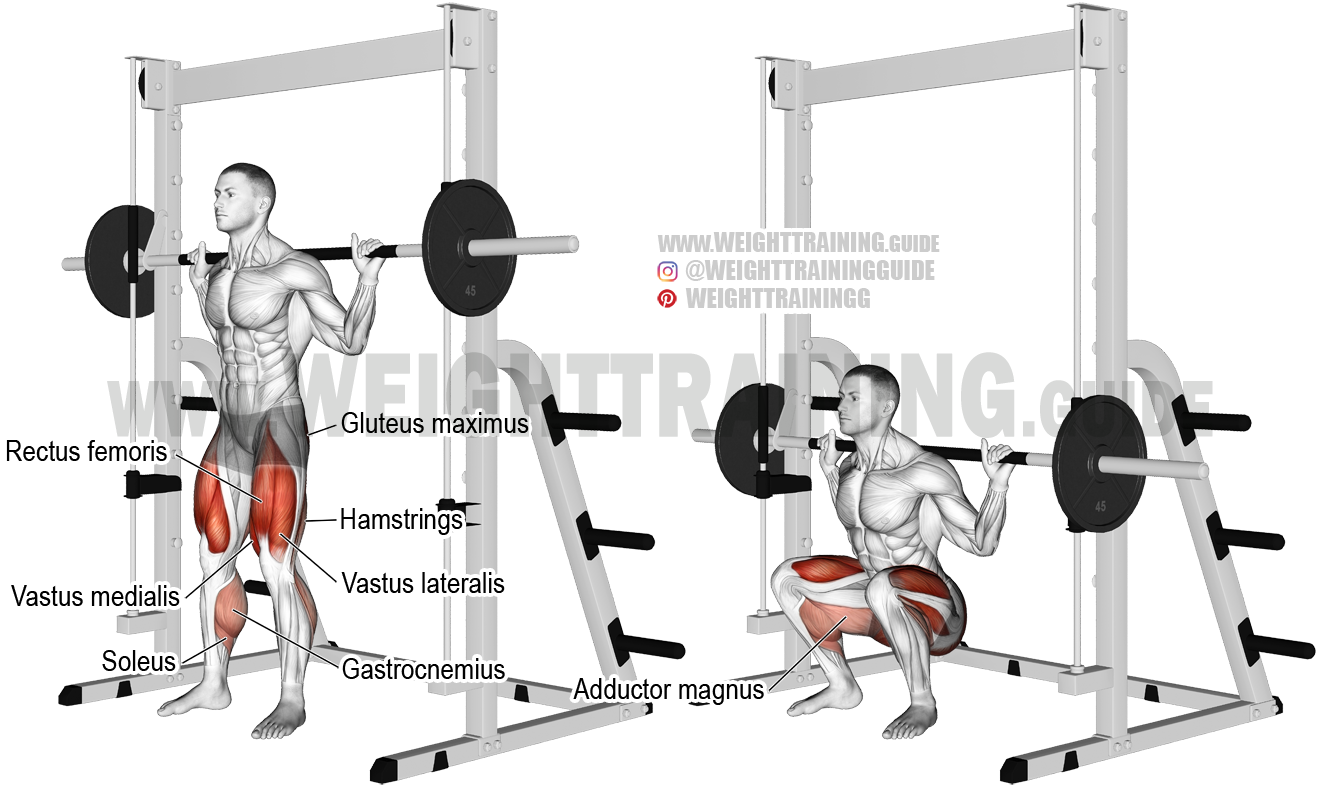 WWW.WEIGHTTRAINING.GUIDE
@WEIGHTTRAININGGUIDE
WEIGHTTRAININGG
45
WWW.WEIGHTTRAINING.GUIDE
Gluteus maximus
Rectus femoris
45
Hamstrings
Vastus lateralis
Vastus medialis
Soleus
Gastrocnemius
Adductor magnus